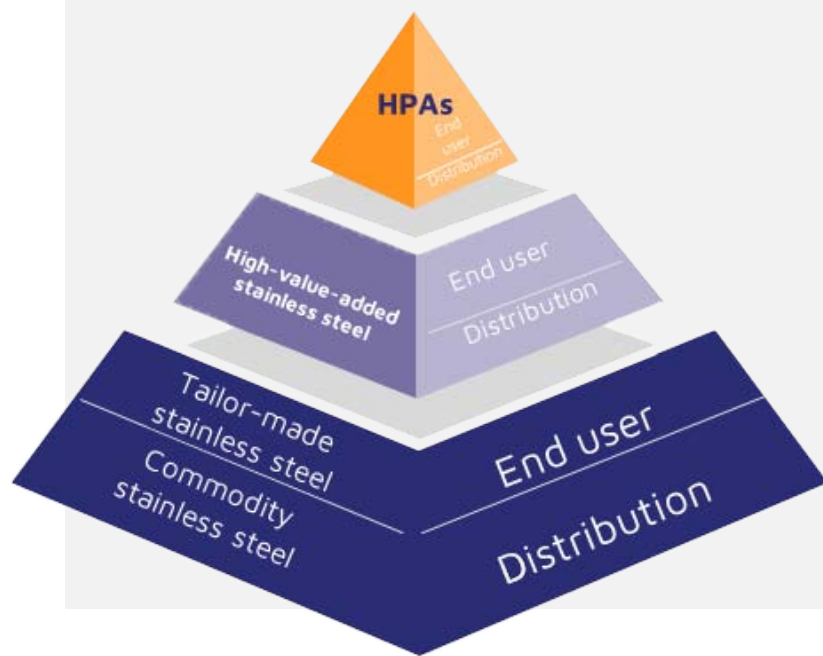 HPAs
End
user
Distribution
High-value-added
stainless steel
End user
Distribution
Tailor-made
stainless steel
Commodity
stainless steel
End user
Distribution